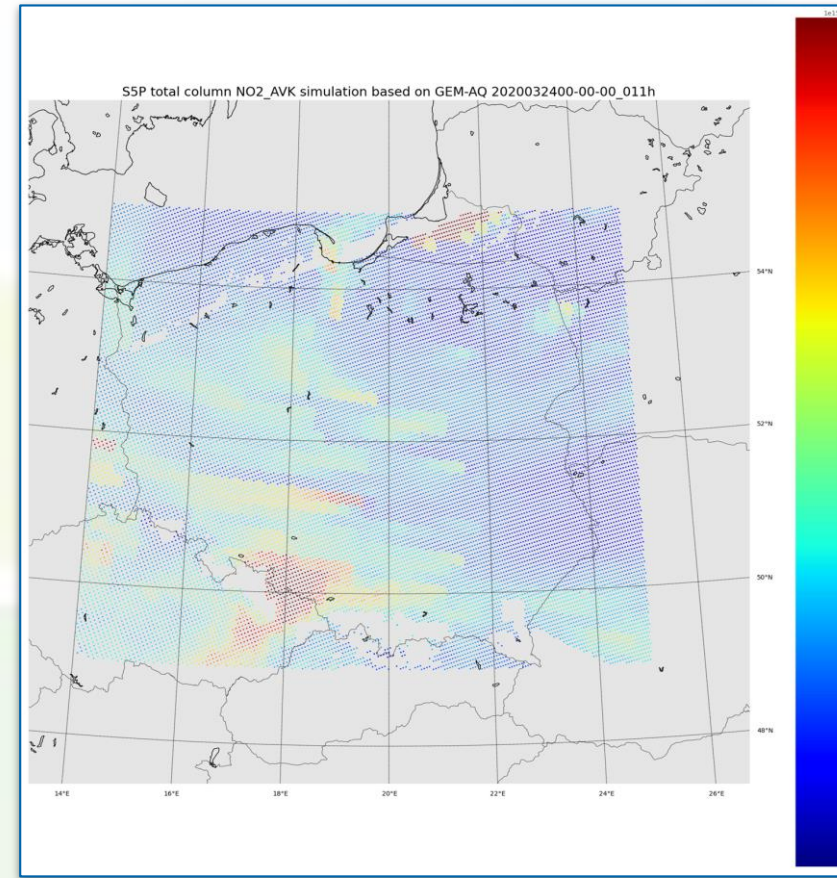 S5P total column NO2_AVK simulation based on GEM-AQ 2020032400-00-00_011h
54°N
52°N
50°N
48°N
14°E 16°E 18°E 20°E 22°E 24°E 26°E